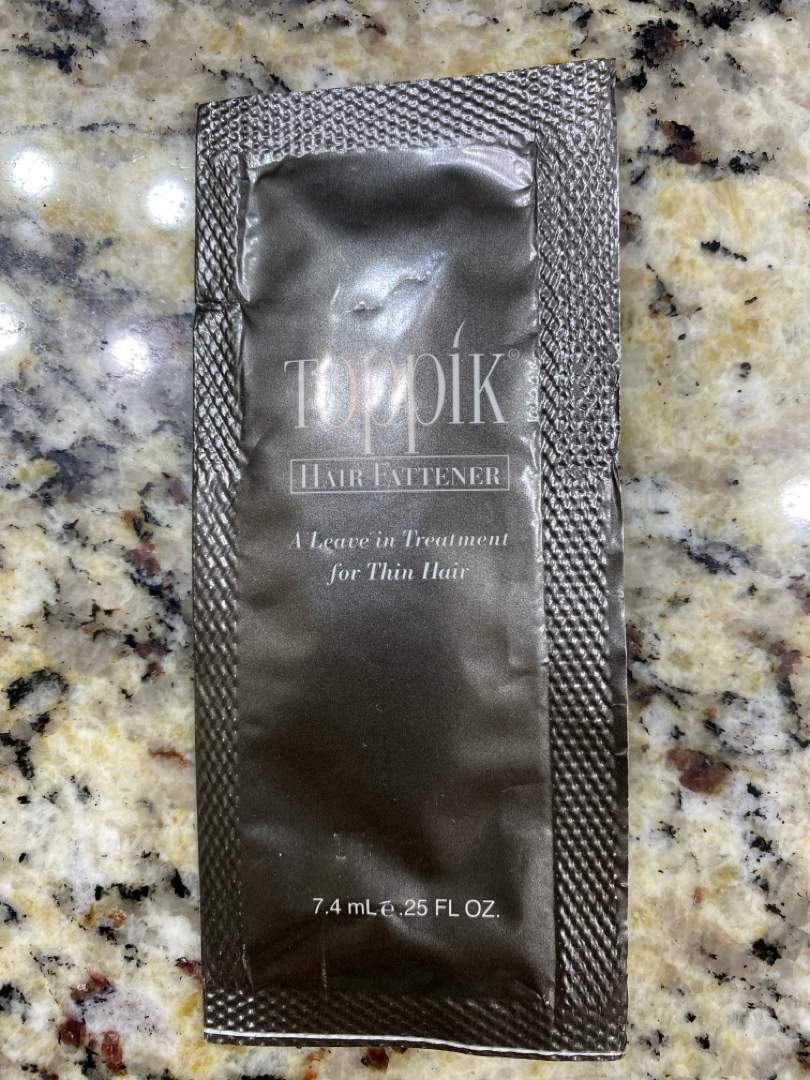 Toppik®
HAIR FATTENER
A Leave in Treatment
for Thin Hair
7.4 mL ℮ .25 FL OZ.